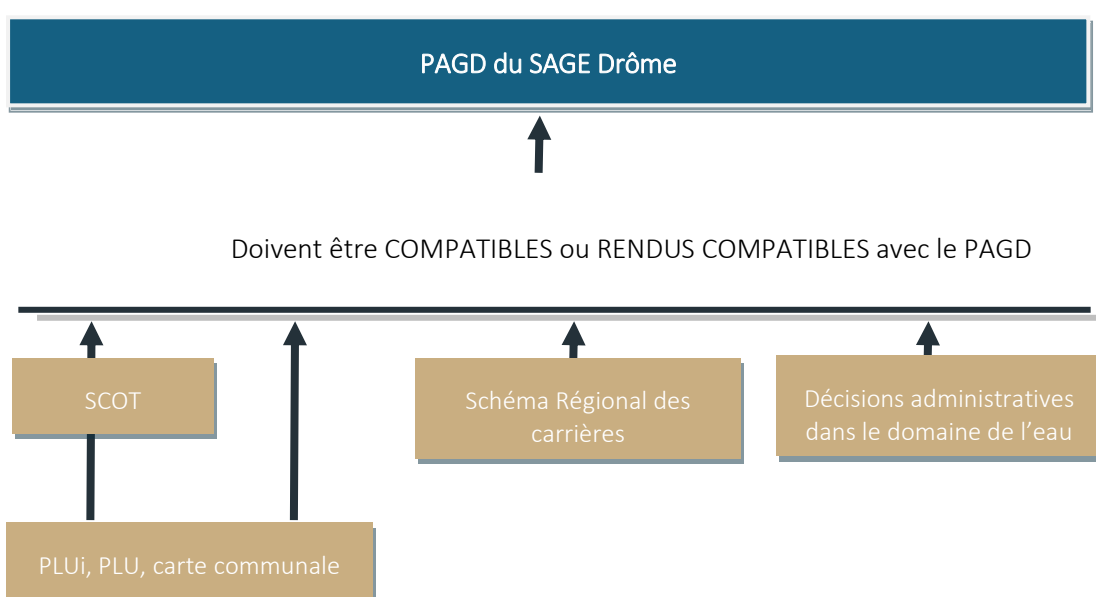 PAGD du SAGE Drôme
Doivent être COMPATIBLES ou RENDUS COMPATIBLES avec le PAGD
SCOT
Schéma Régional des
carrières
Décisions administratives
dans le domaine de l’eau
PLUi, PLU, carte communale